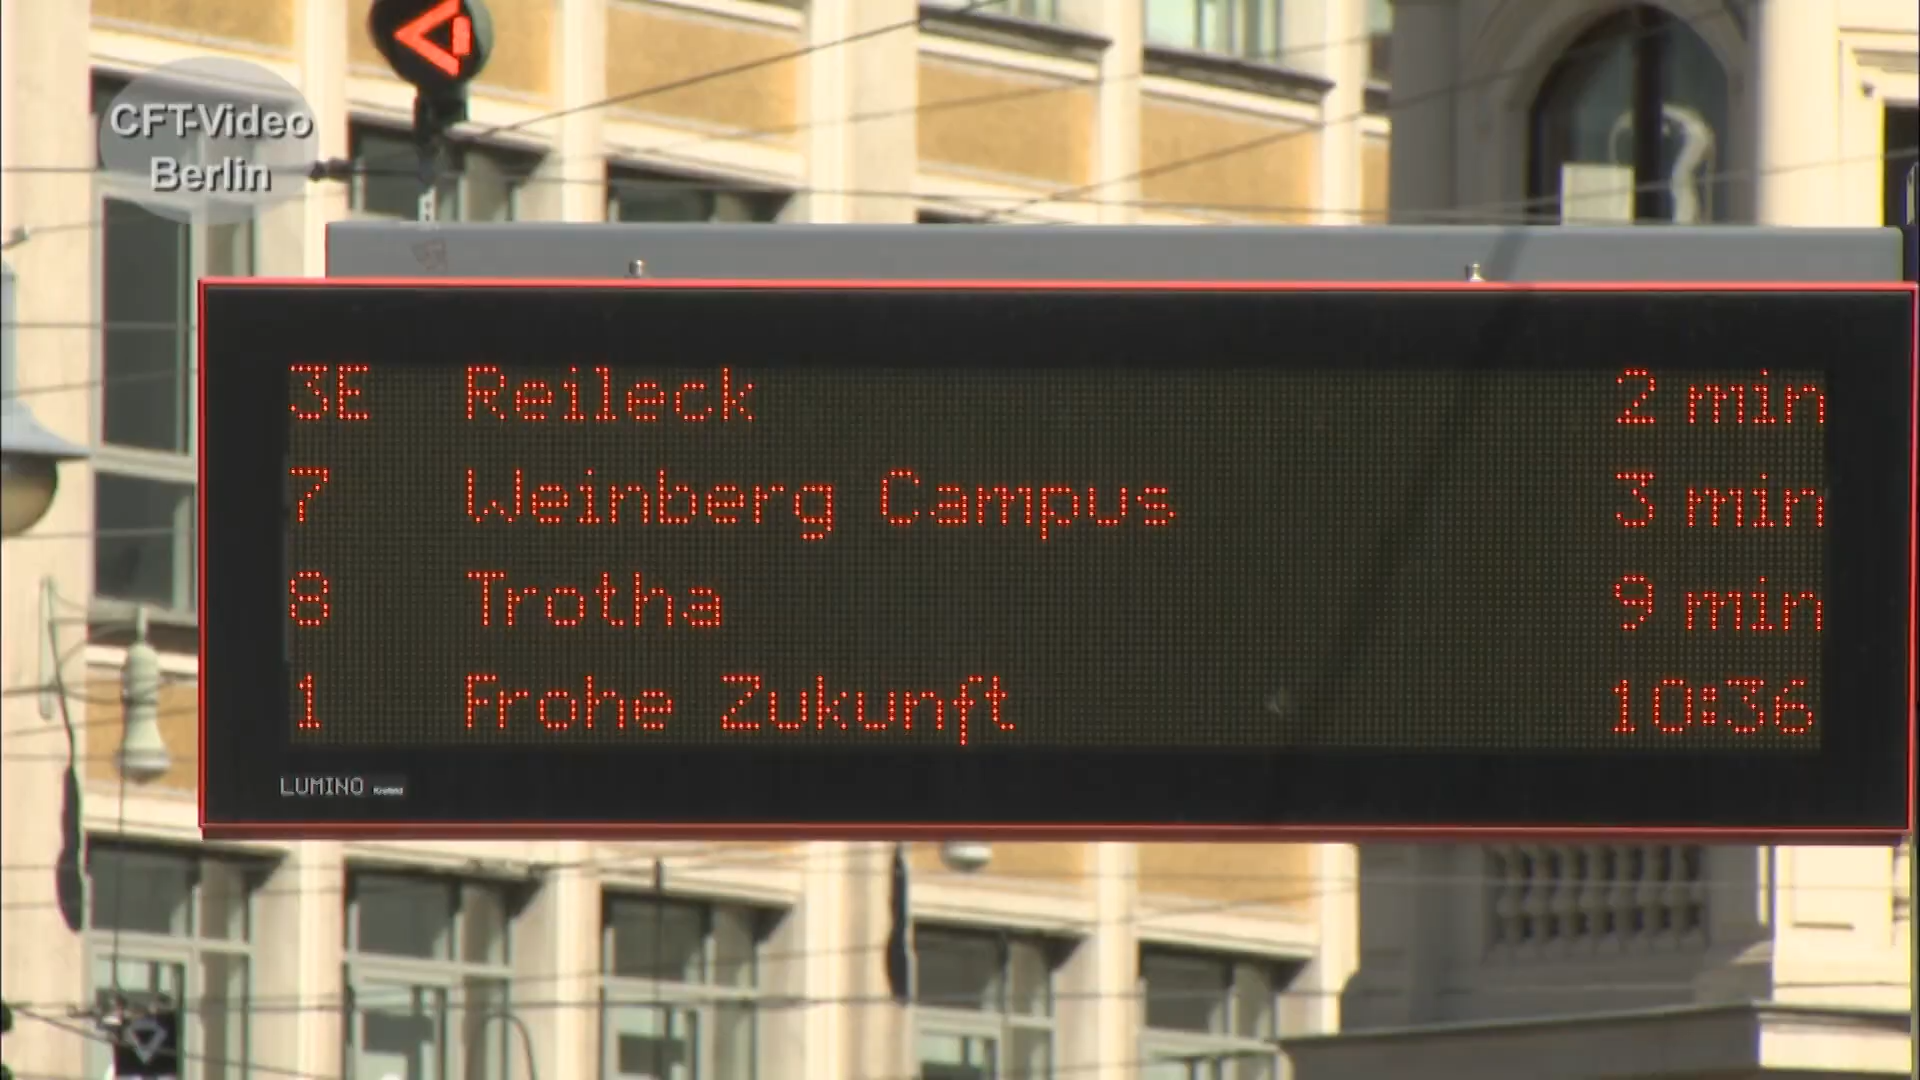 CFT-Video
Berlin
3E Reileck 2 min
7 Weinberg Campus 3 min
8 Trotha 9 min
1 Frohe Zukunft 10:36
LUMINO